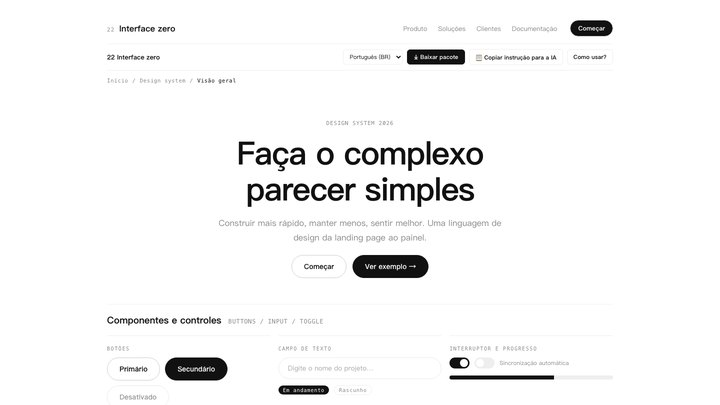 22 Interface zero
Produto Soluções Clientes Documentação Começar
22 Interface zero
Português (BR) Baixar pacote Copiar instrução para a IA Como usar?
Início / Design system / Visão geral
DESIGN SYSTEM 2026
Faça o complexo
parecer simples
Construir mais rápido, manter menos, sentir melhor. Uma linguagem de
design da landing page ao painel.
Começar Ver exemplo →
Componentes e controles BUTTONS / INPUT / TOGGLE
BOTÕES CAMPO DE TEXTO INTERRUPTOR E PROGRESSO
Primário Secundário Digite o nome do projeto... Sincronização automática
Em andamento Rascunho
Desativado